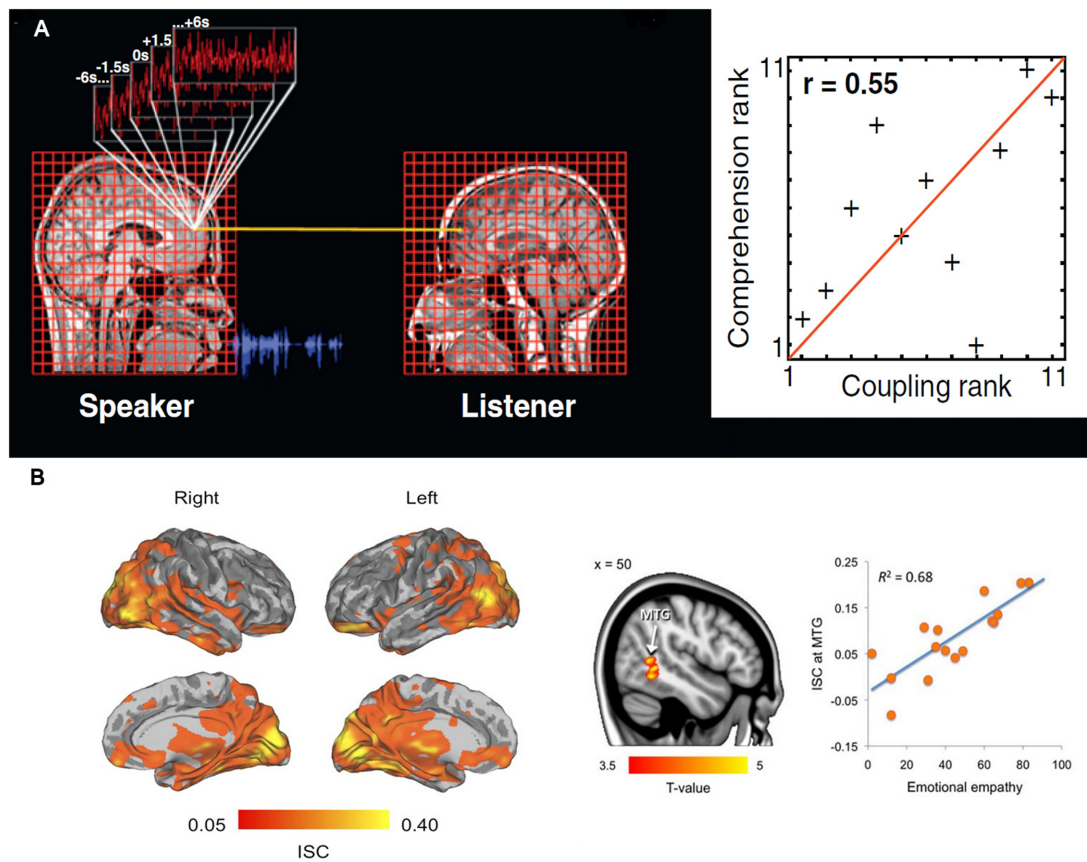 A
-6s...
-1.5s
0s
+1.5
...+6s
Speaker
Listener
r = 0.55
Comprehension rank
11
1
1
11
Coupling rank
B
Right
Left
0.05
0.40
ISC
x = 50
MTG
3.5
5
T-value
R² = 0.68
ISC at MTG
0.25
0.15
0.05
-0.05
-0.15
0
20
40
60
80
100
Emotional empathy